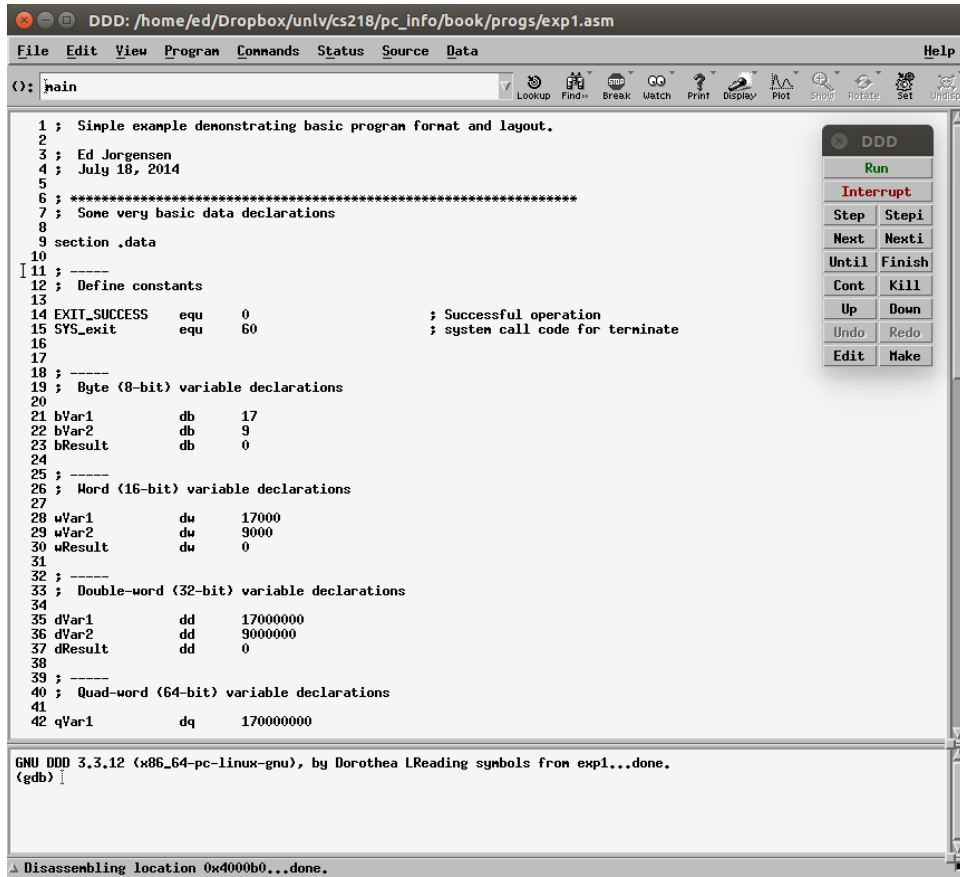 DDD: /home/ed/Dropbox/unlv/cs218/pc_info/book/progs/exp1.asm
File Edit View Program Commands Status Source Data Help
(): main
Lookup Find» Break Watch Print Display Plot Show Rotate Set Undisp
1 ; Simple example demonstrating basic program format and layout.
2
3 ; Ed Jorgensen
4 ; July 18, 2014
5
6 ; *****************************************************************
7 ; Some very basic data declarations
8
9 section .data
10
11 ; -----
12 ; Define constants
13
14 EXIT_SUCCESS equ 0 ; Successful operation
15 SYS_exit equ 60 ; system call code for terminate
16
17
18 ; -----
19 ; Byte (8-bit) variable declarations
20
21 bVar1 db 17
22 bVar2 db 9
23 bResult db 0
24
25 ; -----
26 ; Word (16-bit) variable declarations
27
28 wVar1 dw 17000
29 wVar2 dw 9000
30 wResult dw 0
31
32 ; -----
33 ; Double-word (32-bit) variable declarations
34
35 dVar1 dd 17000000
36 dVar2 dd 9000000
37 dResult dd 0
38
39 ; -----
40 ; Quad-word (64-bit) variable declarations
41
42 qVar1 dq 170000000
DDD
Run
Interrupt
Step Stepi
Next Nexti
Until Finish
Cont Kill
Up Down
Undo Redo
Edit Make
GNU DDD 3.3.12 (x86_64-pc-linux-gnu), by Dorothea LReading symbols from exp1...done.
(gdb)
Disassembling location 0x4000b0...done.